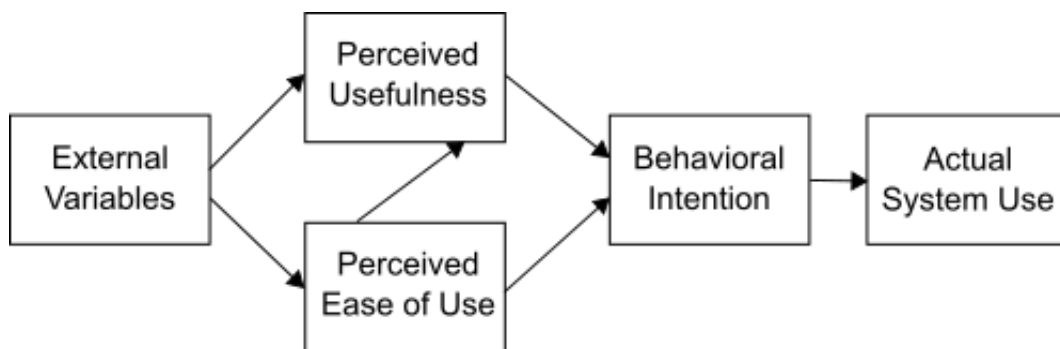 External
Variables
Perceived
Usefulness
Perceived
Ease of Use
Behavioral
Intention
Actual
System Use